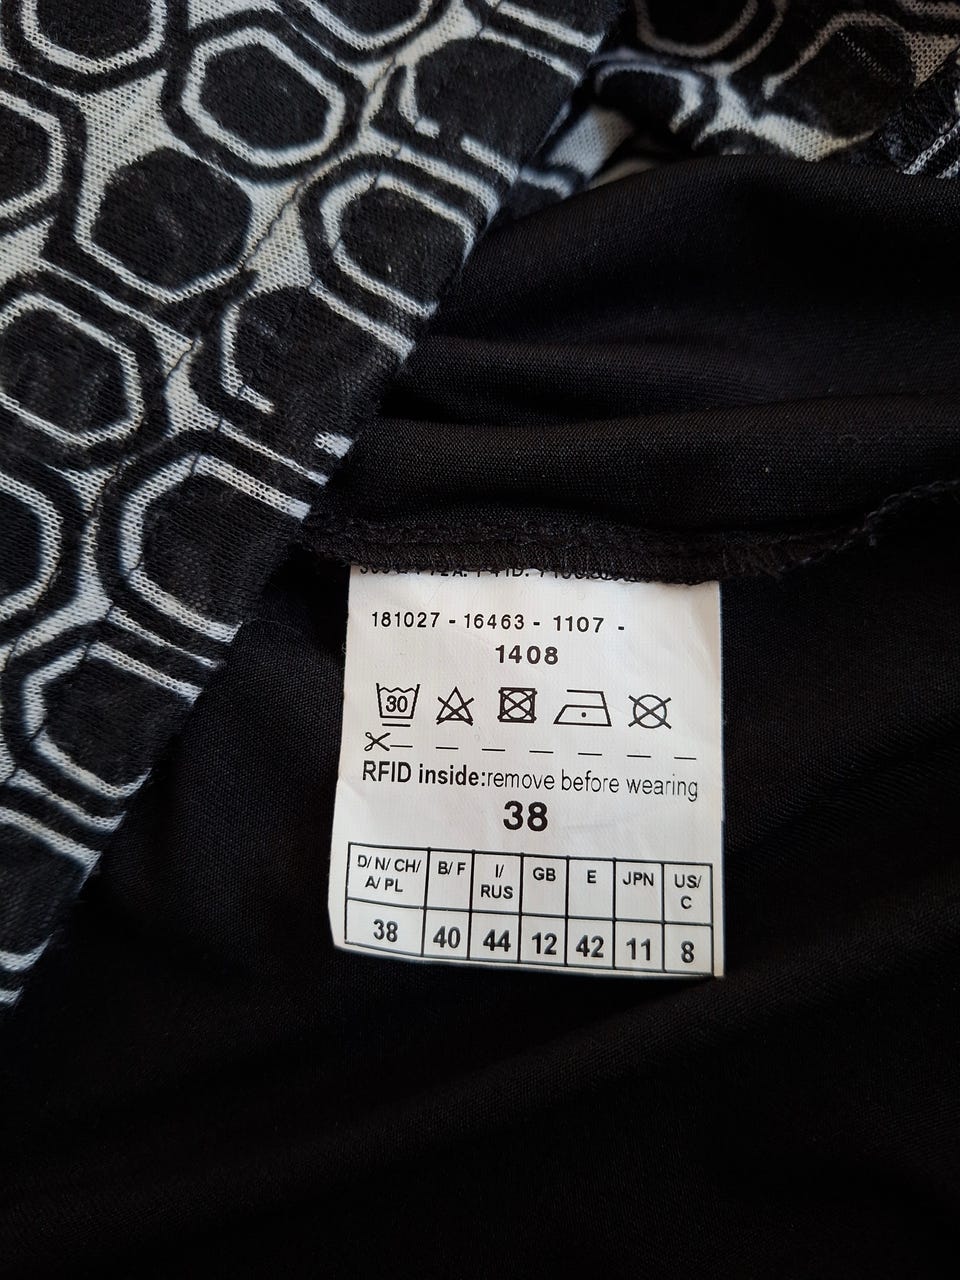 181027 - 16463 - 1107 -
1408
30
RFID inside:remove before wearing
38
D/ N/ CH/ A/ PL B/ F I/ RUS GB E JPN US/ C
38 40 44 12 42 11 8